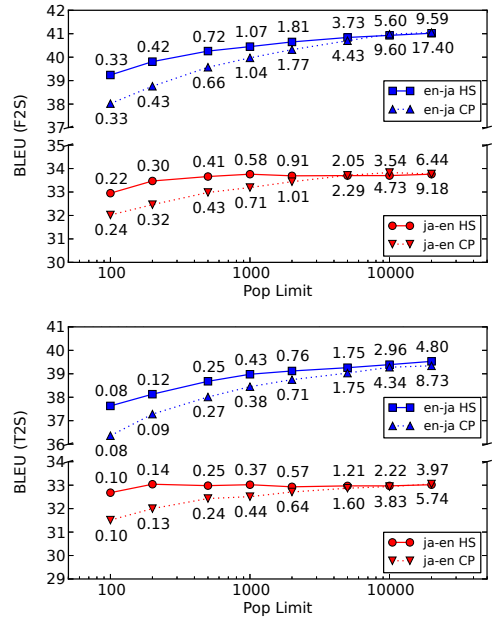 42
41
40
39
38
37
BLEU (F2S)
0.33 0.42 0.72 1.07 1.81 3.73 5.60 9.59
0.33 0.43 0.66 1.04 1.77 4.43 9.60 17.40
en-ja HS
en-ja CP
35
34
33
32
31
30
0.22 0.30 0.41 0.58 0.91 2.05 3.54 6.44
0.24 0.32 0.43 0.71 1.01 2.29 4.73 9.18
ja-en HS
ja-en CP
100 1000 10000
Pop Limit
41
40
39
38
37
36
BLEU (T2S)
0.08 0.12 0.25 0.43 0.76 1.75 2.96 4.80
0.08 0.09 0.27 0.38 0.71 1.75 4.34 8.73
en-ja HS
en-ja CP
34
33
32
31
30
29
0.10 0.14 0.25 0.37 0.57 1.21 2.22 3.97
0.10 0.13 0.24 0.44 0.64 1.60 3.83 5.74
ja-en HS
ja-en CP
100 1000 10000
Pop Limit